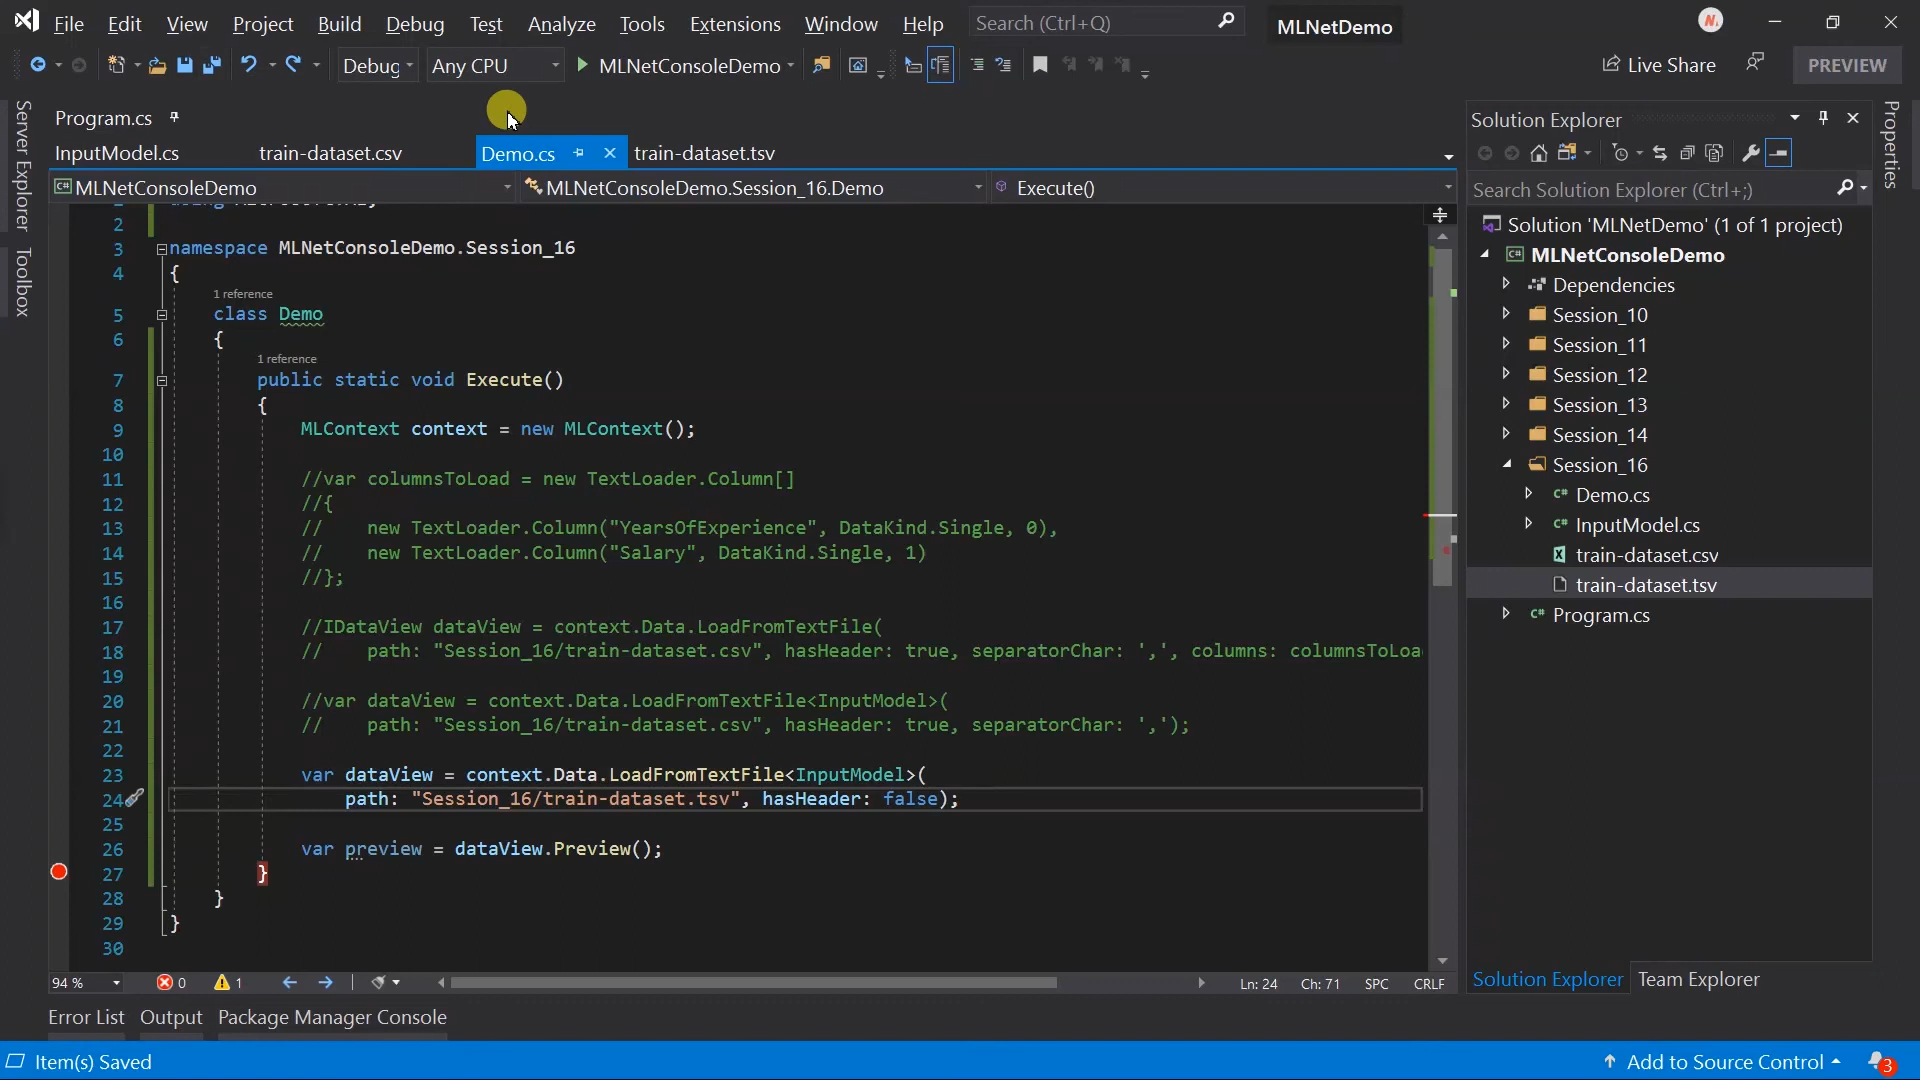 File Edit View Project Build Debug Test Analyze Tools Extensions Window Help Search (Ctrl+Q) MLNetDemo
Debug Any CPU MLNetConsoleDemo Live Share PREVIEW
Program.cs
InputModel.cs train-dataset.csv Demo.cs train-dataset.tsv
MLNetConsoleDemo MLNetConsoleDemo.Session_16.Demo Execute()
Server Explorer
Toolbox
2
3 namespace MLNetConsoleDemo.Session_16
4 {
1 reference
5 class Demo
6 {
1 reference
7 public static void Execute()
8 {
9 MLContext context = new MLContext();
10
11 //var columnsToLoad = new TextLoader.Column[]
12 //{
13 // new TextLoader.Column("YearsOfExperience", DataKind.Single, 0),
14 // new TextLoader.Column("Salary", DataKind.Single, 1)
15 //};
16
17 //IDataView dataView = context.Data.LoadFromTextFile(
18 // path: "Session_16/train-dataset.csv", hasHeader: true, separatorChar: ',', columns: columnsToLoa
19
20 //var dataView = context.Data.LoadFromTextFile<InputModel>(
21 // path: "Session_16/train-dataset.csv", hasHeader: true, separatorChar: ',');
22
23 var dataView = context.Data.LoadFromTextFile<InputModel>(
24 path: "Session_16/train-dataset.tsv", hasHeader: false);
25
26 var preview = dataView.Preview();
27 }
28 }
29 }
30
94 % 0 1 Ln: 24 Ch: 71 SPC CRLF
Error List Output Package Manager Console
Solution Explorer
Search Solution Explorer (Ctrl+;)
Solution 'MLNetDemo' (1 of 1 project)
MLNetConsoleDemo
Dependencies
Session_10
Session_11
Session_12
Session_13
Session_14
Session_16
Demo.cs
InputModel.cs
train-dataset.csv
train-dataset.tsv
Program.cs
Solution Explorer Team Explorer
Properties
Item(s) Saved Add to Source Control 3